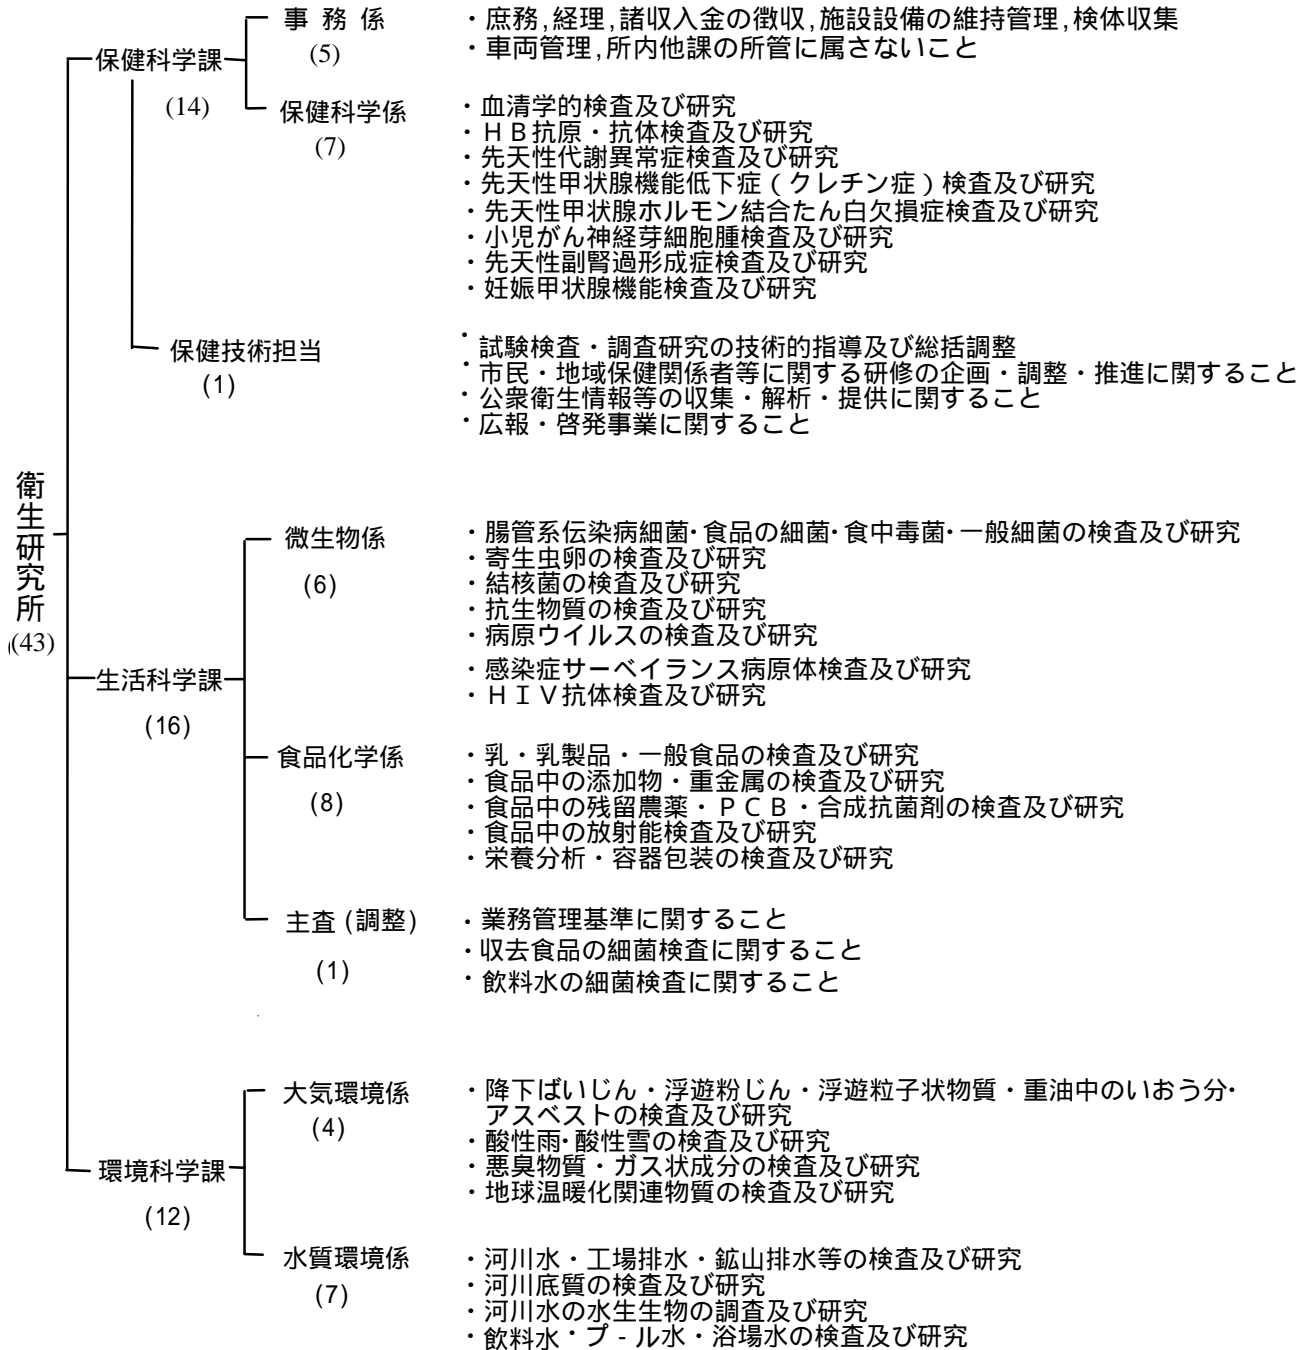 衛生研究所
(43)
保健科学課
(14)
事務係
(5)
・庶務,経理,諸収入金の徴収,施設設備の維持管理,検体収集
・車両管理,所内他課の所管に属さないこと
保健科学係
(7)
・血清学的検査及び研究
・ＨＢ抗原・抗体検査及び研究
・先天性代謝異常症検査及び研究
・先天性甲状腺機能低下症（クレチン症）検査及び研究
・先天性甲状腺ホルモン結合たん白欠損症検査及び研究
・小児がん神経芽細胞腫検査及び研究
・先天性副腎過形成症検査及び研究
・妊娠甲状腺機能検査及び研究
保健技術担当
(1)
・試験検査・調査研究の技術的指導及び総括調整
・市民・地域保健関係者等に関する研修の企画・調整・推進に関すること
・公衆衛生情報等の収集・解析・提供に関すること
・広報・啓発事業に関すること
生活科学課
(16)
微生物係
(6)
・腸管系伝染病細菌・食品の細菌・食中毒菌・一般細菌の検査及び研究
・寄生虫卵の検査及び研究
・結核菌の検査及び研究
・抗生物質の検査及び研究
・病原ウイルスの検査及び研究
・感染症サーベイランス病原体検査及び研究
・ＨＩＶ抗体検査及び研究
食品化学係
(8)
・乳・乳製品・一般食品の検査及び研究
・食品中の添加物・重金属の検査及び研究
・食品中の残留農薬・ＰＣＢ・合成抗菌剤の検査及び研究
・食品中の放射能検査及び研究
・栄養分析・容器包装の検査及び研究
主査(調整)
(1)
・業務管理基準に関すること
・収去食品の細菌検査に関すること
・飲料水の細菌検査に関すること
環境科学課
(12)
大気環境係
(4)
・降下ばいじん・浮遊粉じん・浮遊粒子状物質・重油中のいおう分・
アスベストの検査及び研究
・酸性雨・酸性雪の検査及び研究
・悪臭物質・ガス状成分の検査及び研究
・地球温暖化関連物質の検査及び研究
水質環境係
(7)
・河川水・工場排水・鉱山排水等の検査及び研究
・河川底質の検査及び研究
・河川水の水生生物の調査及び研究
・飲料水・プ-ル水・浴場水の検査及び研究